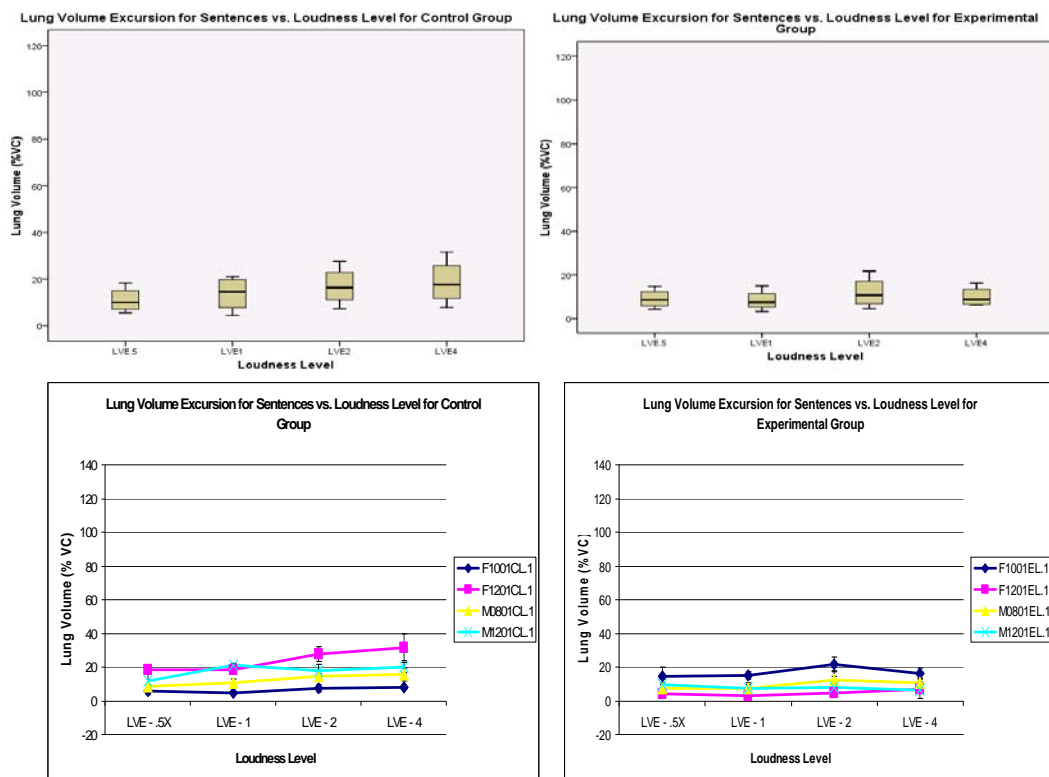 Lung Volume Excursion for Sentences vs. Loudness Level for Control Group
120
100
80
60
40
20
0
Lung Volume (%VC)
LVE.5 LVE1 LVE2 LVE4
Loudness Level
Lung Volume Excursion for Sentences vs. Loudness Level for Experimental
Group
120
100
80
60
40
20
0
Lung Volume (%VC)
LVE.5 LVE1 LVE2 LVE4
Loudness Level
Lung Volume Excursion for Sentences vs. Loudness Level for Control
Group
140
120
100
80
60
40
20
0
-20
Lung Volume (% VC)
LVE - .5X LVE - 1 LVE - 2 LVE - 4
Loudness Level
F1001CL.1
F1201CL.1
M0801CL.1
M1201CL.1
Lung Volume Excursion for Sentences vs. Loudness Level for
Experimental Group
140
120
100
80
60
40
20
0
-20
Lung Volume (% VC)
LVE - .5X LVE - 1 LVE - 2 LVE - 4
Loudness Level
F1001EL.1
F1201EL.1
M0801EL.1
M1201EL.1